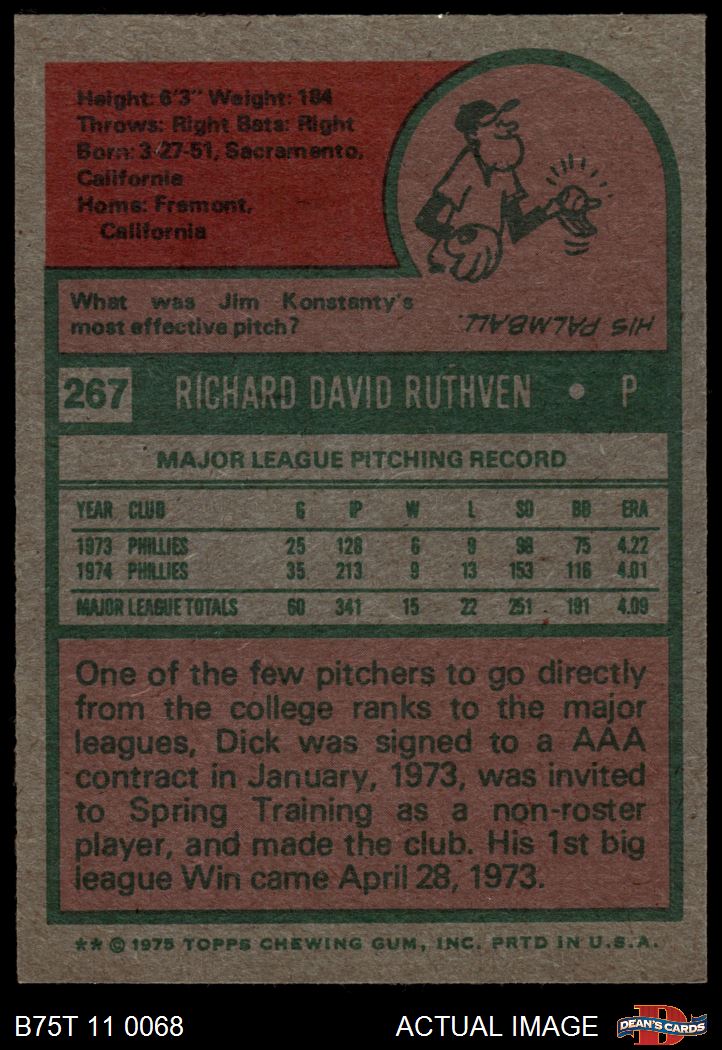 Height: 6'3" Weight: 184
Throws: Right Bats: Right
Born: 3-27-51, Sacramento,
California
Home: Fremont,
California
What was Jim Konstanty's
most effective pitch?
HIS PALMBALL.
267 RICHARD DAVID RUTHVEN • P
MAJOR LEAGUE PITCHING RECORD
YEAR CLUB G IP W L SO BB ERA
1973 PHILLIES 25 128 6 9 98 75 4.22
1974 PHILLIES 35 213 9 13 153 116 4.01
MAJOR LEAGUE TOTALS 60 341 15 22 251 191 4.09
One of the few pitchers to go directly
from the college ranks to the major
leagues, Dick was signed to a AAA
contract in January, 1973, was invited
to Spring Training as a non-roster
player, and made the club. His 1st big
league Win came April 28, 1973.
** © 1975 TOPPS CHEWING GUM, INC. PRTD IN U.S.A.
B75T 11 0068 ACTUAL IMAGE
DEAN'S CARDS